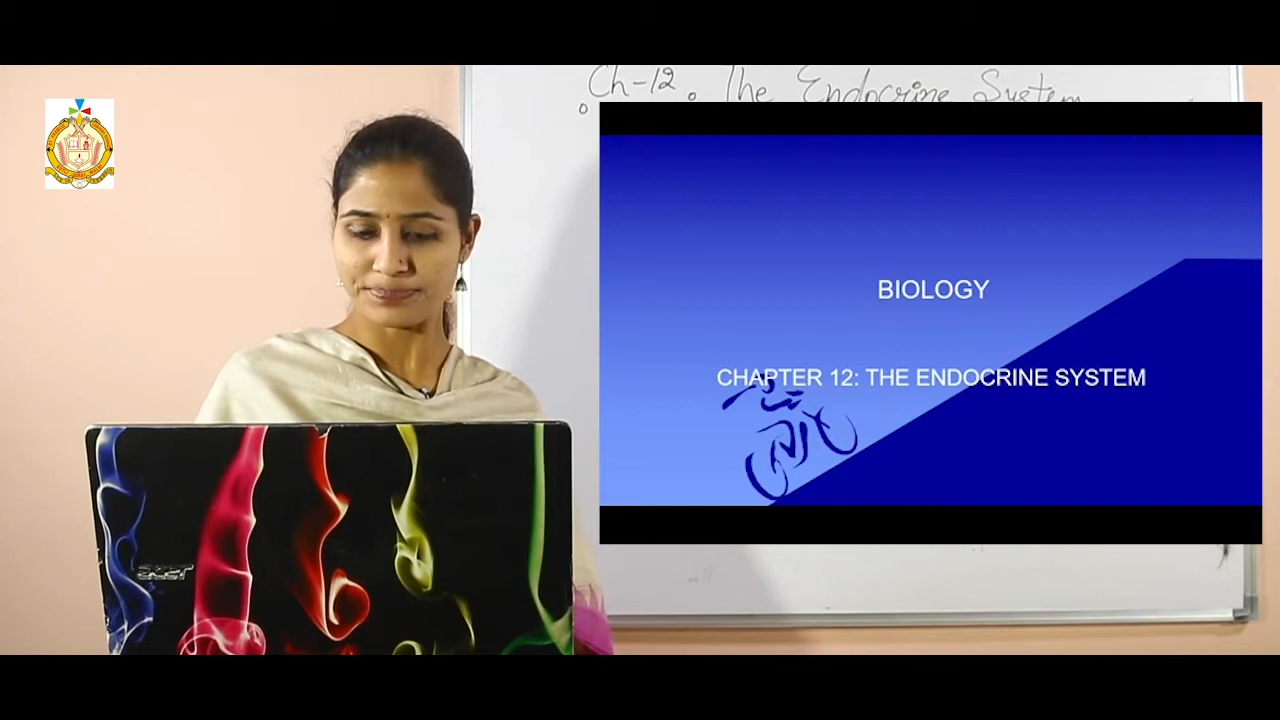 Ch-12. The Endocrine System
BIOLOGY
CHAPTER 12: THE ENDOCRINE SYSTEM
acer